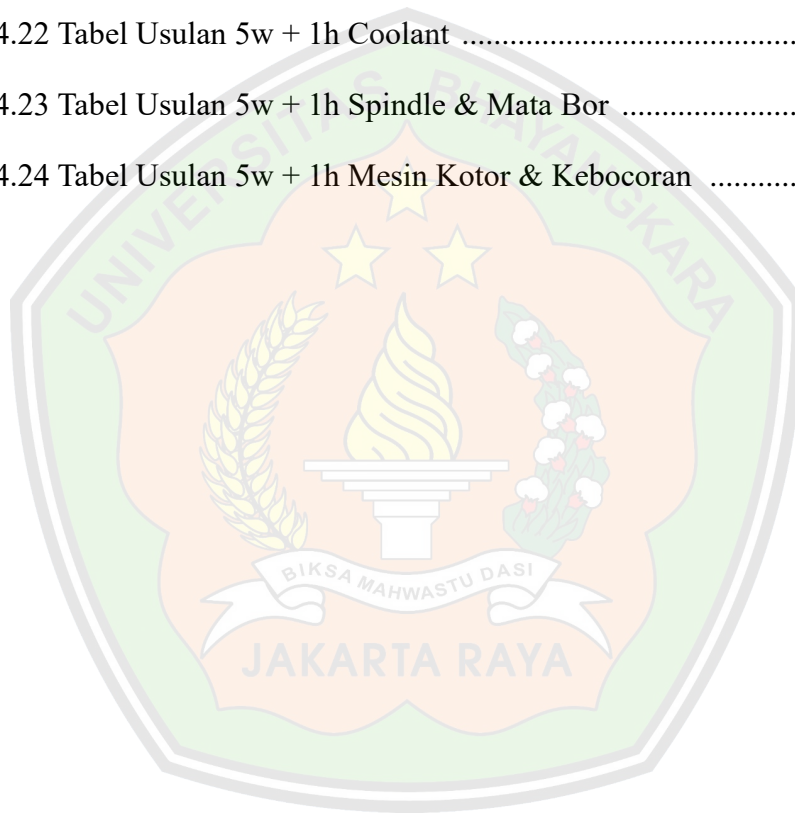 4.22 Tabel Usulan 5w + 1h Coolant .......................................
4.23 Tabel Usulan 5w + 1h Spindle & Mata Bor .....................
4.24 Tabel Usulan 5w + 1h Mesin Kotor & Kebocoran ............
UNIVERSITAS BHAYANGKARA
BIKSA MAHWASTU DASI
JAKARTA RAYA